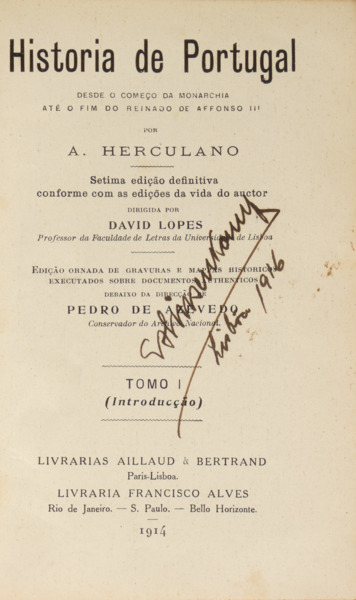 Historia de Portugal
DESDE O COMEÇO DA MONARCHIA
ATÉ O FIM DO REINADO DE AFFONSO III
POR
A. HERCULANO
Setima edição definitiva
conforme com as edições da vida do auctor
DIRIGIDA POR
DAVID LOPES
Professor da Faculdade de Letras da Universidade de Lisboa
EDIÇÃO ORNADA DE GRAVURAS E MAPPAS HISTORICOS
EXECUTADOS SOBRE DOCUMENTOS AUTHENTICOS
DEBAIXO DA DIRECÇÃO DE
PEDRO DE AZEVEDO
Conservador do Archivo Nacional.
Lisboa 1916
TOMO I
(Introducção)
LIVRARIAS AILLAUD & BERTRAND
Paris-Lisboa.
LIVRARIA FRANCISCO ALVES
Rio de Janeiro. — S. Paulo. — Bello Horizonte.
1914